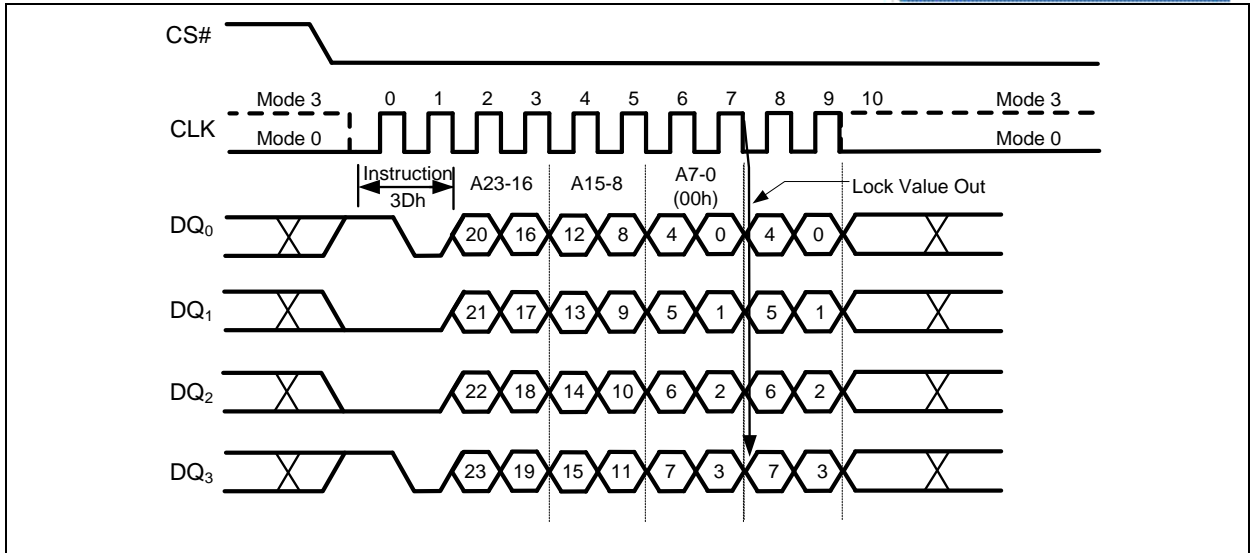 CS#
Mode 3 0 1 2 3 4 5 6 7 8 9 10 Mode 3
CLK
Mode 0 Mode 0
Instruction A23-16 A15-8 A7-0 Lock Value Out
3Dh (00h)
DQ0 20 16 12 8 4 0 4 0
DQ1 21 17 13 9 5 1 5 1
DQ2 22 18 14 10 6 2 6 2
DQ3 23 19 15 11 7 3 7 3